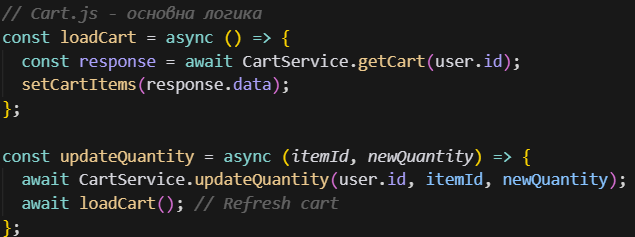 // Cart.js - основна логика
const loadCart = async () => {
  const response = await CartService.getCart(user.id);
  setCartItems(response.data);
};

const updateQuantity = async (itemId, newQuantity) => {
  await CartService.updateQuantity(user.id, itemId, newQuantity);
  await loadCart(); // Refresh cart
};